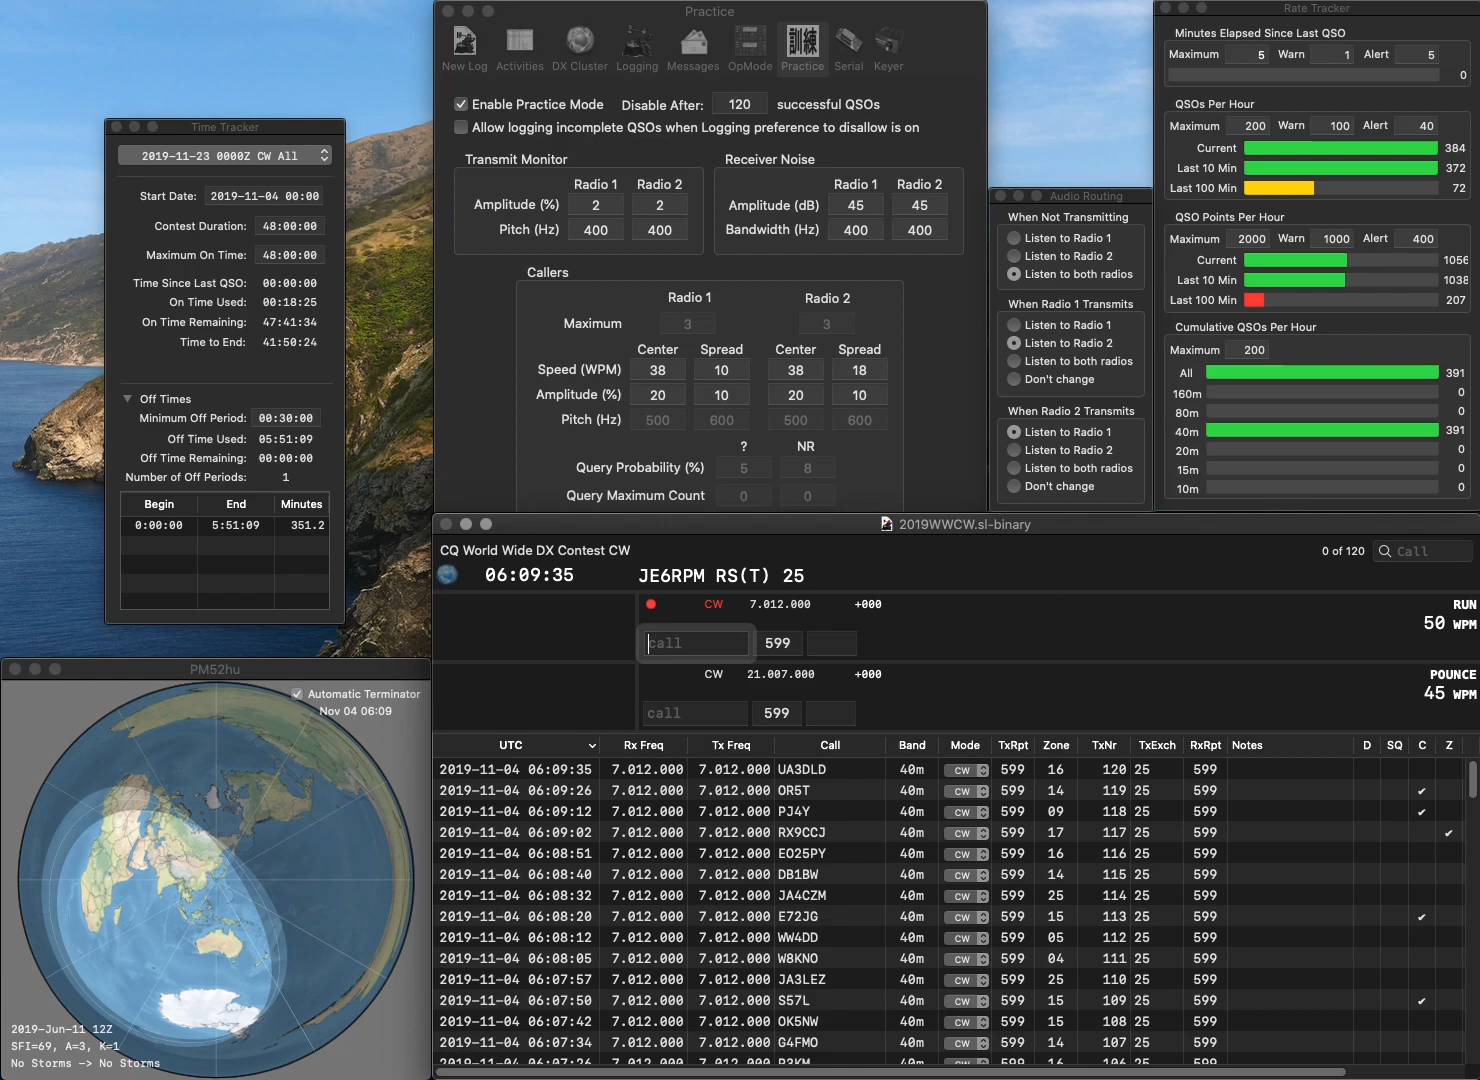 Practice
New Log Activities DX Cluster Logging Messages OpMode 訓練 Practice Serial Keyer
Enable Practice Mode Disable After: 120 successful QSOs
Allow logging incomplete QSOs when Logging preference to disallow is on
Transmit Monitor
Radio 1 Radio 2
Amplitude (%) 2 2
Pitch (Hz) 400 400
Receiver Noise
Radio 1 Radio 2
Amplitude (dB) 45 45
Bandwidth (Hz) 400 400
Callers
Radio 1 Radio 2
Maximum 3 3
Center Spread Center Spread
Speed (WPM) 38 10 38 18
Amplitude (%) 20 10 20 10
Pitch (Hz) 500 600 500 600
? NR
Query Probability (%) 5 8
Query Maximum Count 0 0
Rate Tracker
Minutes Elapsed Since Last QSO
Maximum 5 Warn 1 Alert 5
0
QSOs Per Hour
Maximum 200 Warn 100 Alert 40
Current 384
Last 10 Min 372
Last 100 Min 72
QSO Points Per Hour
Maximum 2000 Warn 1000 Alert 400
Current 1056
Last 10 Min 1038
Last 100 Min 207
Cumulative QSOs Per Hour
Maximum 200
All 391
160m 0
80m 0
40m 391
20m 0
15m 0
10m 0
Time Tracker
2019-11-23 0000Z CW All
Start Date: 2019-11-04 00:00
Contest Duration: 48:00:00
Maximum On Time: 48:00:00
Time Since Last QSO: 00:00:00
On Time Used: 00:18:25
On Time Remaining: 47:41:34
Time to End: 41:50:24
Off Times
Minimum Off Period: 00:30:00
Off Time Used: 05:51:09
Off Time Remaining: 00:00:00
Number of Off Periods: 1
Begin End Minutes
0:00:00 5:51:09 351.2
Audio Routing
When Not Transmitting
Listen to Radio 1
Listen to Radio 2
Listen to both radios
When Radio 1 Transmits
Listen to Radio 1
Listen to Radio 2
Listen to both radios
Don't change
When Radio 2 Transmits
Listen to Radio 1
Listen to Radio 2
Listen to both radios
Don't change
2019WWCW.sl-binary
CQ World Wide DX Contest CW 0 of 120 Call
06:09:35 JE6RPM RS(T) 25
CW 7.012.000 +000 RUN
50 WPM
call 599
CW 21.007.000 +000 POUNCE
45 WPM
call 599
UTC Rx Freq Tx Freq Call Band Mode TxRpt Zone TxNr TxExch RxRpt Notes D SQ C Z
2019-11-04 06:09:35 7.012.000 7.012.000 UA3DLD 40m CW 599 16 120 25 599
2019-11-04 06:09:26 7.012.000 7.012.000 OR5T 40m CW 599 14 119 25 599 ✔
2019-11-04 06:09:12 7.012.000 7.012.000 PJ4Y 40m CW 599 09 118 25 599 ✔
2019-11-04 06:09:02 7.012.000 7.012.000 RX9CCJ 40m CW 599 17 117 25 599 ✔
2019-11-04 06:08:51 7.012.000 7.012.000 EO25PY 40m CW 599 16 116 25 599
2019-11-04 06:08:40 7.012.000 7.012.000 DB1BW 40m CW 599 14 115 25 599
2019-11-04 06:08:32 7.012.000 7.012.000 JA4CZM 40m CW 599 25 114 25 599
2019-11-04 06:08:20 7.012.000 7.012.000 E72JG 40m CW 599 15 113 25 599 ✔
2019-11-04 06:08:12 7.012.000 7.012.000 WW4DD 40m CW 599 05 112 25 599
2019-11-04 06:08:05 7.012.000 7.012.000 W8KNO 40m CW 599 04 111 25 599
2019-11-04 06:07:57 7.012.000 7.012.000 JA3LEZ 40m CW 599 25 110 25 599
2019-11-04 06:07:50 7.012.000 7.012.000 S57L 40m CW 599 15 109 25 599 ✔
2019-11-04 06:07:42 7.012.000 7.012.000 OK5NW 40m CW 599 15 108 25 599
2019-11-04 06:07:34 7.012.000 7.012.000 G4FMO 40m CW 599 14 107 25 599
2019-11-04 06:07:26 7.012.000 7.012.000 40m CW 599 16 106 25 599
PM52hu
Automatic Terminator
Nov 04 06:09
2019-Jun-11 12Z
SFI=69, A=3, K=1
No Storms -> No Storms